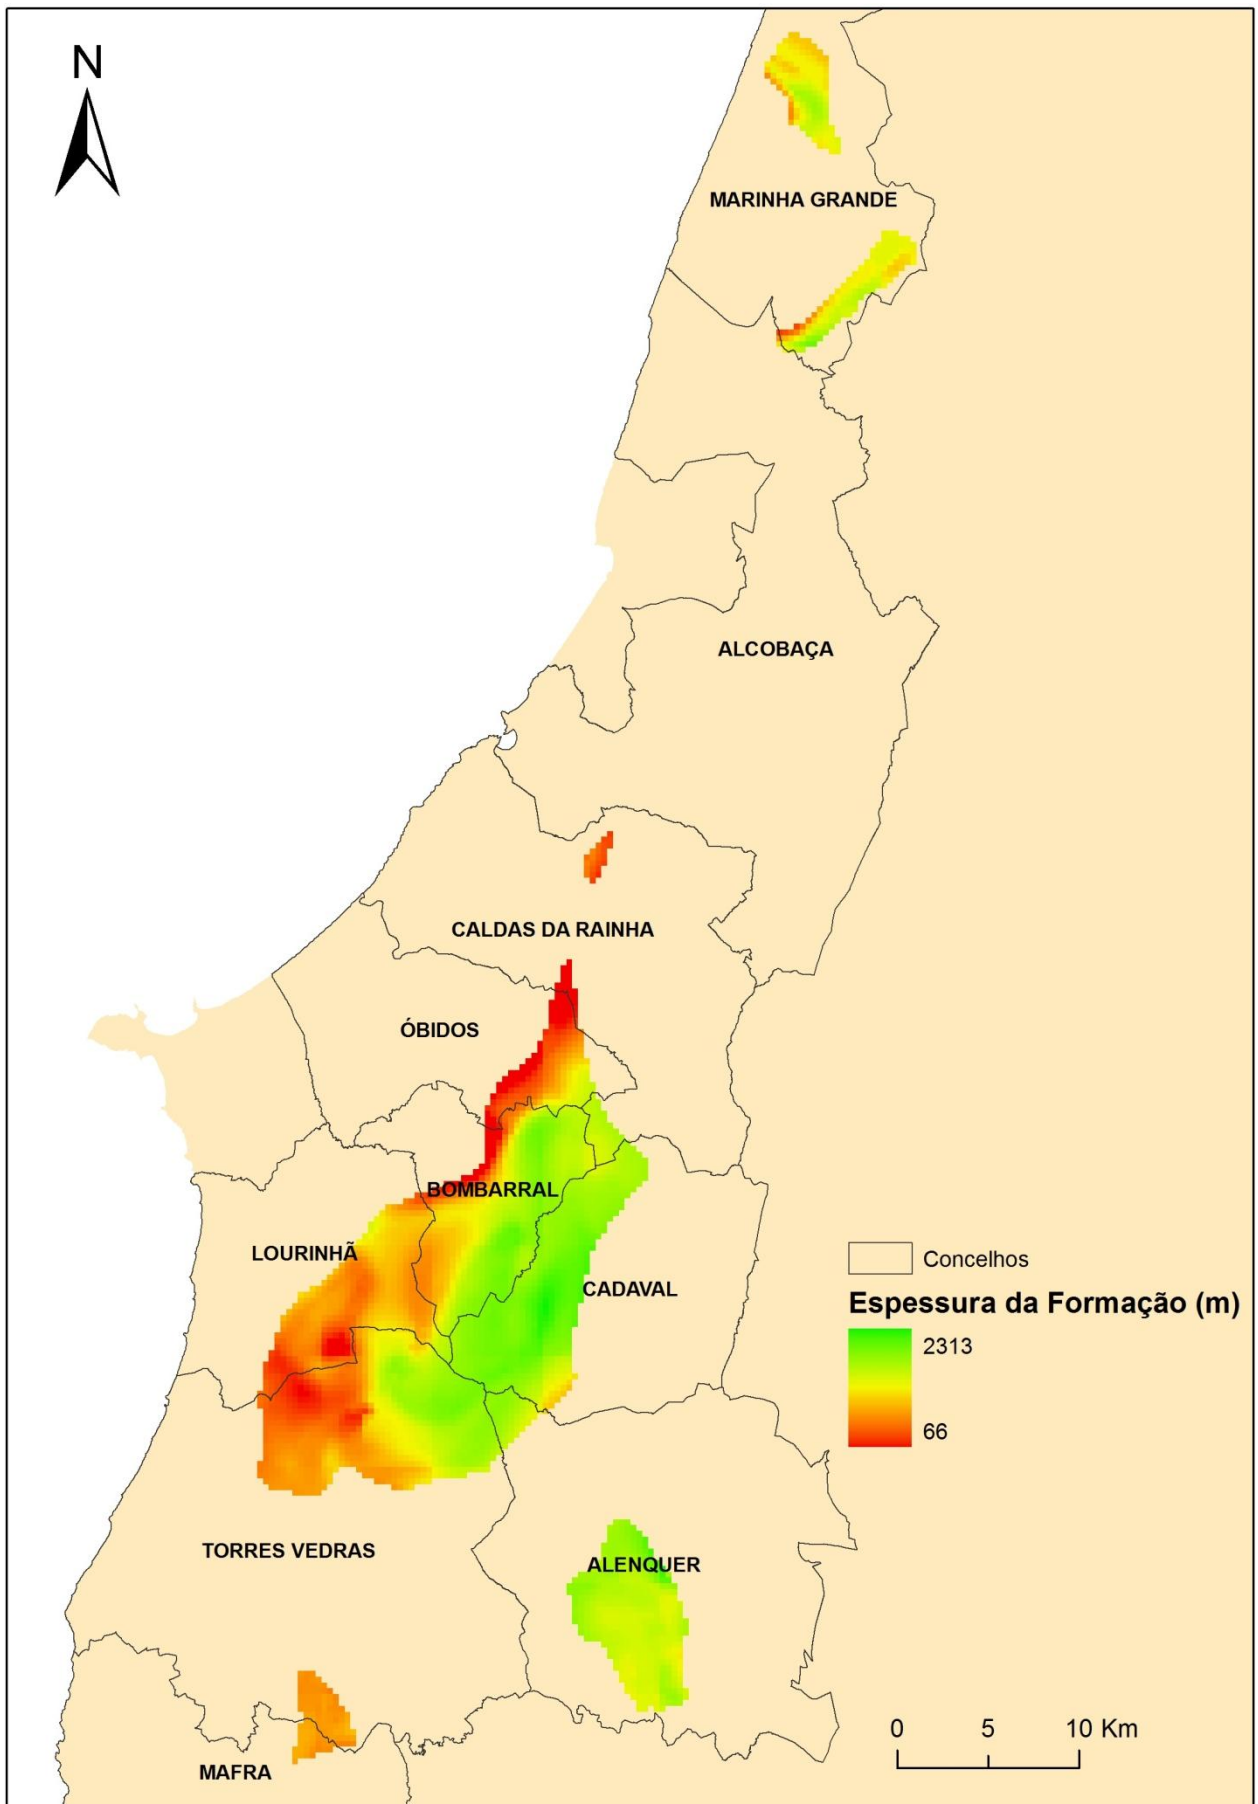 N
MARINHA GRANDE
ALCOBAÇA
CALDAS DA RAINHA
ÓBIDOS
BOMBARRAL
LOURINHÃ
CADAVAL
TORRES VEDRAS
ALENQUER
MAFRA
Concelhos
Espessura da Formação (m)
2313
66
0 5 10 Km